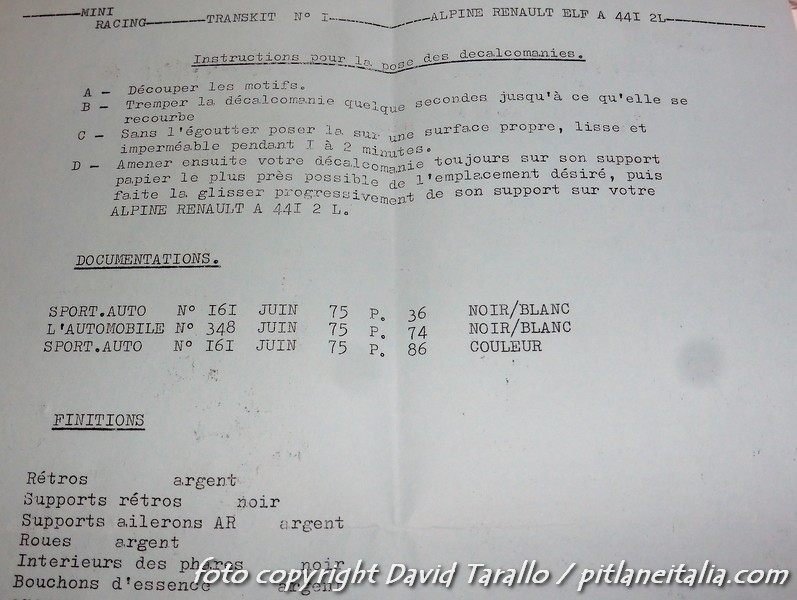 MINI
RACING TRANSKIT N° I ALPINE RENAULT ELF A 44I 2L
Instructions pour la pose des decalcomanies.
A - Découper les motifs.
B - Tremper la décalcomanie quelque secondes jusqu'à ce qu'elle se
recourbe
C - Sans l'égoutter poser la sur une surface propre, lisse et
imperméable pendant I à 2 minutes.
D - Amener ensuite votre décalcomanie toujours sur son support
papier le plus près possible de l'emplacement désiré, puis
faite la glisser progressivement de son support sur votre
ALPINE RENAULT A 44I 2 L.
DOCUMENTATIONS.
SPORT.AUTO N° I6I JUIN 75 P. 36 NOIR/BLANC
L'AUTOMOBILE N° 348 JUIN 75 P. 74 NOIR/BLANC
SPORT.AUTO N° I6I JUIN 75 P. 86 COULEUR
FINITIONS
Rétros argent
Supports rétros noir
Supports ailerons AR argent
Roues argent
Interieurs des phares noir
Bouchons d'essence argent
foto copyright David Tarallo / pitlaneitalia.com